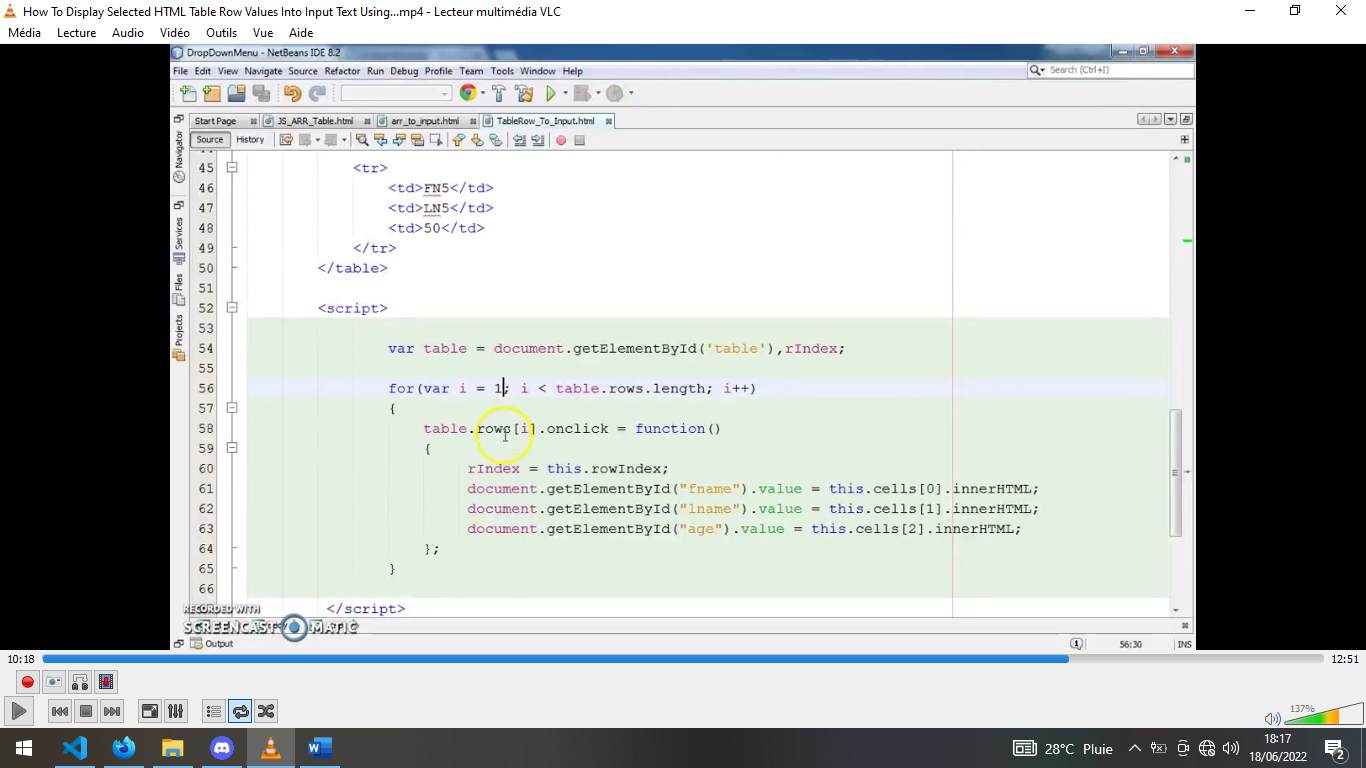 How To Display Selected HTML Table Row Values Into Input Text Using...mp4 - Lecteur multimédia VLC
Média Lecture Audio Vidéo Outils Vue Aide
DropDownMenu - NetBeans IDE 8.2
File Edit View Navigate Source Refactor Run Debug Profile Team Tools Window Help
Search (Ctrl+I)
Start Page JS_ARR_Table.html arr_to_input.html TableRow_To_Input.html
Source History
Navigator
Services
Files
Projects
45 <tr>
46 <td>FN5</td>
47 <td>LN5</td>
48 <td>50</td>
49 </tr>
50 </table>
51
52 <script>
53
54 var table = document.getElementById('table'),rIndex;
55
56 for(var i = 1; i < table.rows.length; i++)
57 {
58 table.rows[i].onclick = function()
59 {
60 rIndex = this.rowIndex;
61 document.getElementById("fname").value = this.cells[0].innerHTML;
62 document.getElementById("lname").value = this.cells[1].innerHTML;
63 document.getElementById("age").value = this.cells[2].innerHTML;
64 };
65 }
66
</script>
RECORDED WITH
SCREENCAST MATIC
Output
1 56:30 INS
10:18 12:51
137%
28°C Pluie
18:17
18/06/2022
2